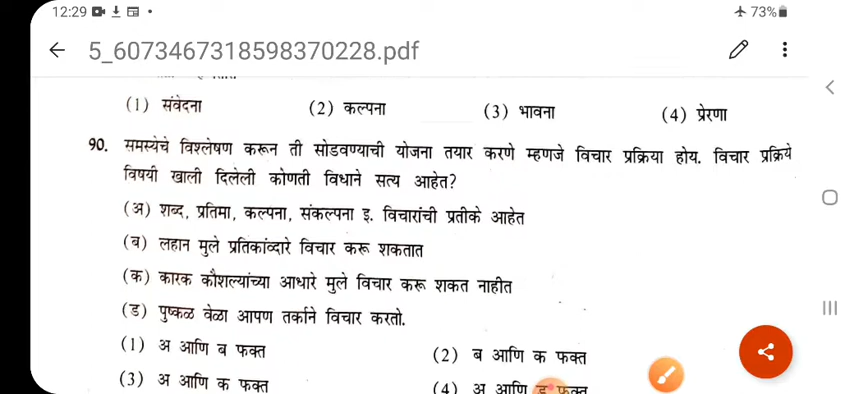 12:29 73%
5_6073467318598370228.pdf
(1) संवेदना (2) कल्पना (3) भावना (4) प्रेरणा
90. समस्येचे विश्लेषण करून ती सोडवण्याची योजना तयार करणे म्हणजे विचार प्रक्रिया होय. विचार प्रक्रिये
विषयी खाली दिलेली कोणती विधाने सत्य आहेत?
(अ) शब्द, प्रतिमा, कल्पना, संकल्पना इ. विचारांची प्रतीके आहेत
(ब) लहान मुले प्रतिकांव्दारे विचार करू शकतात
(क) कारक कौशल्यांच्या आधारे मुले विचार करू शकत नाहीत
(ड) पुष्कळ वेळा आपण तर्काने विचार करतो.
(1) अ आणि ब फक्त (2) ब आणि क फक्त
(3) अ आणि क फक्त (4) अ आणि ड फक्त